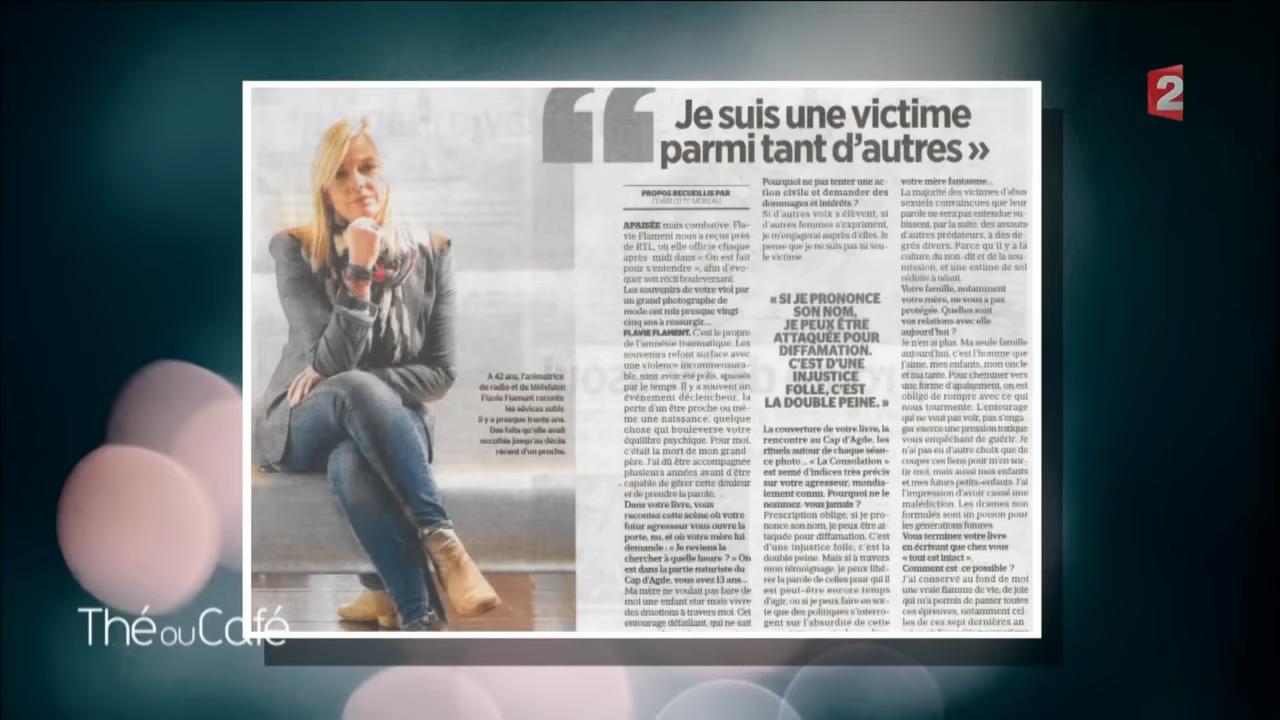 2
“ Je suis une victime
parmi tant d’autres »
PROPOS RECUEILLIS PAR
CHARLOTTE MOREAU
APAISÉE mais combative, Fla-
vie Flament nous a reçus près
de RTL, où elle officie chaque
après-midi dans « On est fait
pour s’entendre », afin d’évo-
quer son récit bouleversant.
Les souvenirs de votre viol par
un grand photographe de
mode ont mis presque vingt
cinq ans à ressurgir...
FLAVIE FLAMENT. C’est le propre
de l’amnésie traumatique. Les
souvenirs refont surface avec
une violence incommensura-
ble, sans avoir été polis, apaisés
par le temps. Il y a souvent un
événement déclencheur, la
perte d’un être proche ou mê-
me une naissance, quelque
chose qui bouleverse votre
équilibre psychique. Pour moi,
c’était la mort de mon grand
père. J’ai dû être accompagnée
plusieurs années avant d’être
capable de gérer cette douleur
et de prendre la parole.
Dans votre livre, vous
racontez cette scène où votre
futur agresseur vous ouvre la
porte, nu, et où votre mère lui
demande : « Je reviens la
chercher à quelle heure ? » On
est dans la partie naturiste du
Cap d’Agde, vous avez 13 ans...
Ma mère ne voulait pas faire de
moi une enfant star mais vivre
des émotions à travers moi. Cet
entourage défaillant, qui ne sait
Pourquoi ne pas tenter une ac-
tion civile et demander des
dommages et intérêts ?
Si d’autres voix s’élèvent, si
d’autres femmes s’expriment,
je m’engagerai auprès d’elles. Je
pense que je ne suis pas sa seu-
le victime.
« SI JE PRONONCE
SON NOM,
JE PEUX ÊTRE
ATTAQUÉE POUR
DIFFAMATION.
C’EST D’UNE
INJUSTICE
FOLLE, C’EST
LA DOUBLE PEINE. »
La couverture de votre livre, la
rencontre au Cap d’Agde, les
rituels autour de chaque séan-
ce photo... « La Consolation »
est semé d’indices très précis
sur votre agresseur, mondia-
lement connu. Pourquoi ne le
nommez-vous jamais ?
Prescription oblige, si je pro-
nonce son nom, je peux être at-
taquée pour diffamation. C’est
d’une injustice folle, c’est la
double peine. Mais si à travers
mon témoignage, je peux libé-
rer la parole de celles pour qui il
est peut-être encore temps
d’agir, ou si je peux faire en sor-
te que des politiques s’interro-
gent sur l’absurdité de cette
votre mère fantasme...
La majorité des victimes d’abus
sexuels convaincues que leur
parole ne sera pas entendue su-
bissent, par la suite, des assauts
d’autres prédateurs, à des de-
grés divers. Parce qu’il y a la
culture du non-dit et de la sou-
mission, et une estime de soi
réduite à néant.
Votre famille, notamment
votre mère, ne vous a pas
protégée. Quelles sont
vos relations avec elle
aujourd’hui ?
Je n’en ai plus. Ma seule famille
aujourd’hui, c’est l’homme que
j’aime, mes enfants, mon oncle
et ma tante. Pour cheminer vers
une forme d’apaisement, on est
obligé de rompre avec ce qui
nous tourmente. L’entourage
qui ne veut pas voir, pas s’enga-
ger exerce une pression toxique
vous empêchant de guérir. Je
n’ai pas eu d’autre choix que de
couper ces liens pour m’en sor-
tir moi, mais aussi mes enfants
et mes futurs petits-enfants. J’ai
l’impression d’avoir cassé une
malédiction. Les drames non
formulés sont un poison pour
les générations futures
Vous terminez votre livre
en écrivant que chez vous
« tout est intact ».
Comment est-ce possible ?
J’ai conservé au fond de moi
une vraie flamme de vie, de joie
qui m’a permis de passer toutes
ces épreuves, notamment cel-
les de ces sept dernières an
A 42 ans, l’animatrice
de radio et de télévision
Flavie Flament raconte
les sévices subis
il y a presque trente ans.
Des faits qu’elle avait
occultés jusqu’au décès
récent d’un proche.
Thé ou Café